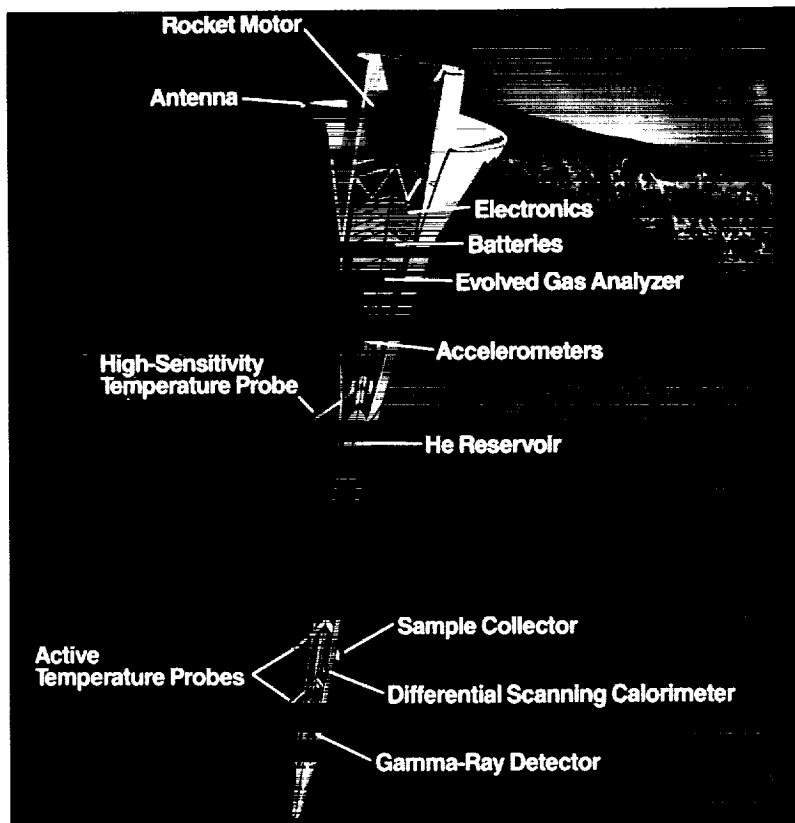 Rocket Motor
Antenna
Electronics
Batteries
Evolved Gas Analyzer
Accelerometers
High-Sensitivity
Temperature Probe
He Reservoir
Sample Collector
Active
Temperature Probes
Differential Scanning Calorimeter
Gamma-Ray Detector